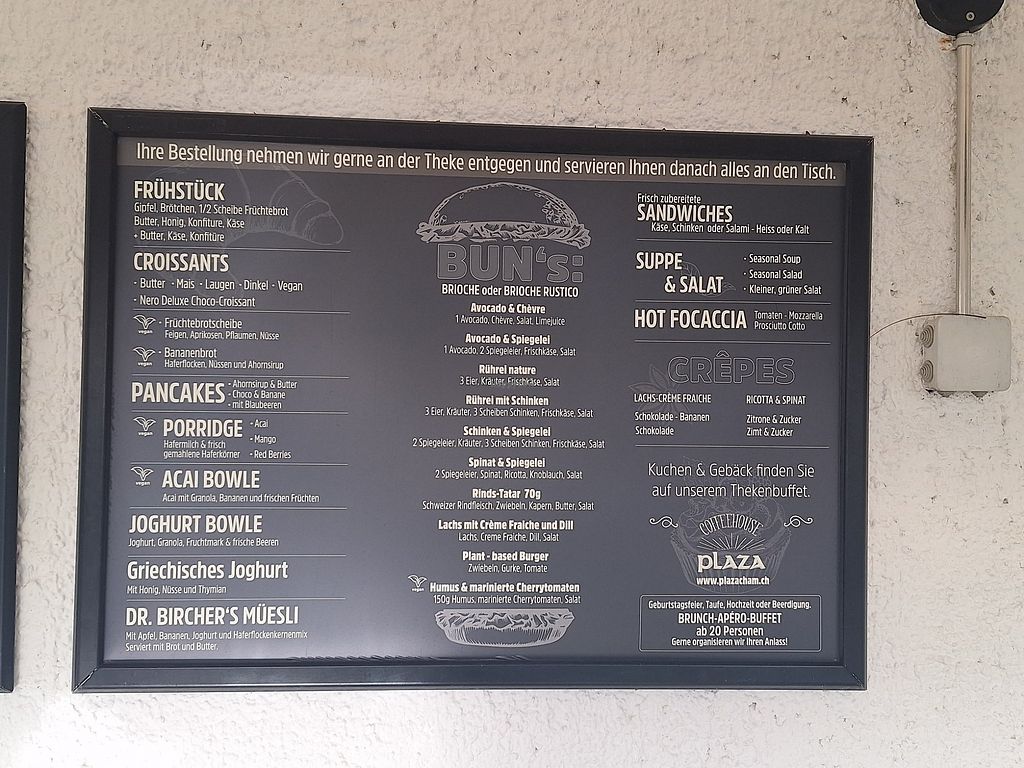 Ihre Bestellung nehmen wir gerne an der Theke entgegen und servieren Ihnen danach alles an den Tisch.
FRÜHSTÜCK
Gipfel, Brötchen, 1/2 Scheibe Früchtebrot
Butter, Honig, Konfiture, Käse
+ Butter, Käse, Konfitüre
CROISSANTS
- Butter - Mais - Laugen - Dinkel - Vegan
- Nero Deluxe Choco-Croissant
vegan
- Früchtebrotscheibe
Feigen, Aprikosen, Pflaumen, Nüsse
vegan
- Bananenbrot
Haferflocken, Nüssen und Ahornsirup
PANCAKES
- Ahornsirup & Butter
- Choco & Banane
- mit Blaubeeren
vegan
PORRIDGE
Hafermilch & frisch
gemahlene Haferkörner
- Acai
- Mango
- Red Berries
vegan
ACAI BOWLE
Acai mit Granola, Bananen und frischen Früchten
JOGHURT BOWLE
Joghurt, Granola, Fruchtmark & frische Beeren
Griechisches Joghurt
Mit Honig, Nüsse und Thymian
DR. BIRCHER'S MÜESLI
Mit Apfel, Bananen, Joghurt und Haferflockenkernenmix
Serviert mit Brot und Butter.
BUN's:
BRIOCHE oder BRIOCHE RUSTICO
Avocado & Chèvre
1 Avocado, Chèvre, Salat, Limejuice
Avocado & Spiegelei
1 Avocado, 2 Spiegeleier, Frischkäse, Salat
Rührei nature
3 Eier, Kräuter, Frischkäse, Salat
Rührei mit Schinken
3 Eier, Kräuter, 3 Scheiben Schinken, Frischkäse, Salat
Schinken & Spiegelei
2 Spiegeleier, Kräuter, 3 Scheiben Schinken, Frischkäse, Salat
Spinat & Spiegelei
2 Spiegeleier, Spinat, Ricotta, Knoblauch, Salat
Rinds-Tatar 70g
Schweizer Rindfleisch, Zwiebeln, Kapern, Butter, Salat
Lachs mit Crème Fraiche und Dill
Lachs, Creme Fraiche, Dill, Salat
Plant - based Burger
Zwiebeln, Gurke, Tomate
vegan
Humus & marinierte Cherrytomaten
150g Humus, marinierte Cherrytomaten, Salat
Frisch zubereitete
SANDWICHES
Käse, Schinken oder Salami - Heiss oder Kalt
SUPPE
& SALAT
- Seasonal Soup
- Seasonal Salad
- Kleiner, grüner Salat
HOT FOCACCIA
Tomaten - Mozzarella
Prosciutto Cotto
CRÊPES
LACHS-CRÈME FRAICHE
RICOTTA & SPINAT
Schokolade - Bananen
Zitrone & Zucker
Schokolade
Zimt & Zucker
Kuchen & Gebäck finden Sie
auf unserem Thekenbuffet.
COFFEEHOUSE
PLAZA
www.plazacham.ch
Geburtstagsfeier, Taufe, Hochzeit oder Beerdigung.
BRUNCH-APÉRO-BUFFET
ab 20 Personen
Gerne organisieren wir Ihren Anlass!